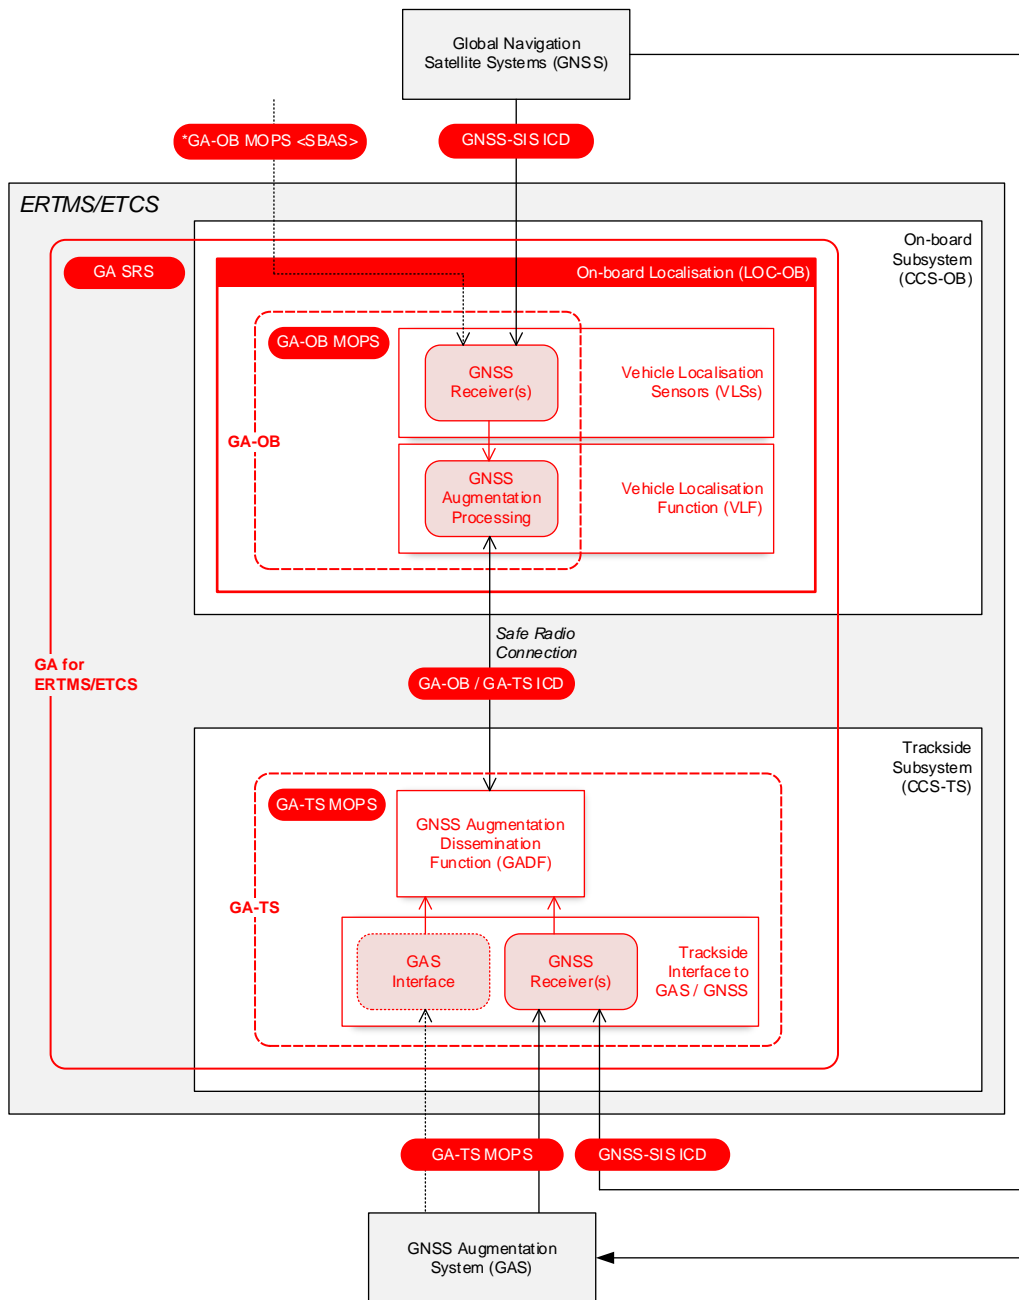 Global Navigation
Satellite Systems (GNSS)
*GA-OB MOPS <SBAS>
GNSS-SIS ICD
ERTMS/ETCS
On-board
Subsystem
(CCS-OB)
GA SRS
On-board Localisation (LOC-OB)
GA-OB MOPS
GNSS
Receiver(s)
Vehicle Localisation
Sensors (VLSs)
GA-OB
GNSS
Augmentation
Processing
Vehicle Localisation
Function (VLF)
Safe Radio
Connection
GA for
ERTMS/ETCS
GA-OB / GA-TS ICD
Trackside
Subsystem
(CCS-TS)
GA-TS MOPS
GNSS Augmentation
Dissemination
Function (GADF)
GA-TS
GAS
Interface
GNSS
Receiver(s)
Trackside
Interface to
GAS / GNSS
GA-TS MOPS
GNSS-SIS ICD
GNSS Augmentation
System (GAS)